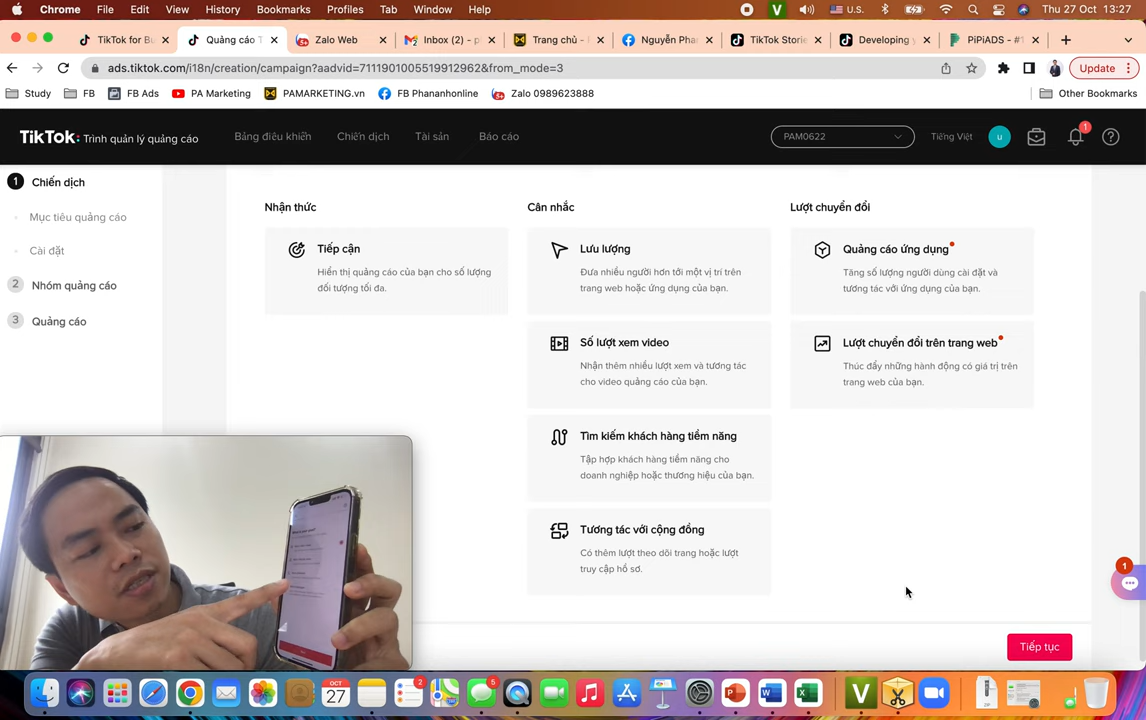 Chrome File Edit View History Bookmarks Profiles Tab Window Help U.S. Thu 27 Oct 13:27
TikTok for Bu Quảng cáo T Zalo Web Inbox (2) - p Trang chủ - M Nguyễn Phan TikTok Storie Developing y PiPiADS - #1
ads.tiktok.com/i18n/creation/campaign?aadvid=7111901005519912962&from_mode=3 Update
Study FB FB Ads PA Marketing PAMARKETING.vn FB Phananhonline Zalo 0989623888 Other Bookmarks
TikTok: Trình quản lý quảng cáo Bảng điều khiển Chiến dịch Tài sản Báo cáo PAM0622 Tiếng Việt u 1
1 Chiến dịch
Mục tiêu quảng cáo
Cài đặt
2 Nhóm quảng cáo
3 Quảng cáo
Nhận thức
Tiếp cận
Hiển thị quảng cáo của bạn cho số lượng
đối tượng tối đa.
Cân nhắc
Lưu lượng
Đưa nhiều người hơn tới một vị trí trên
trang web hoặc ứng dụng của bạn.
Số lượt xem video
Nhận thêm nhiều lượt xem và tương tác
cho video quảng cáo của bạn.
Tìm kiếm khách hàng tiềm năng
Tập hợp khách hàng tiềm năng cho
doanh nghiệp hoặc thương hiệu của bạn.
Tương tác với cộng đồng
Có thêm lượt theo dõi trang hoặc lượt
truy cập hồ sơ.
Lượt chuyển đổi
Quảng cáo ứng dụng
Tăng số lượng người dùng cài đặt và
tương tác với ứng dụng của bạn.
Lượt chuyển đổi trên trang web
Thúc đẩy những hành động có giá trị trên
trang web của bạn.
1
Tiếp tục
OCT
27
2
5